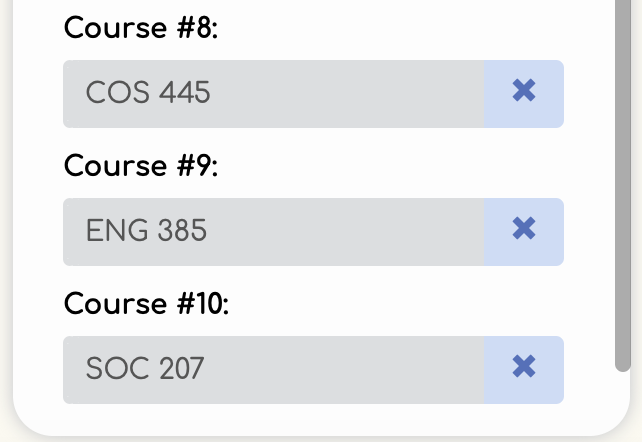 Course #8:
COS 445
Course #9:
ENG 385
Course #10:
SOC 207